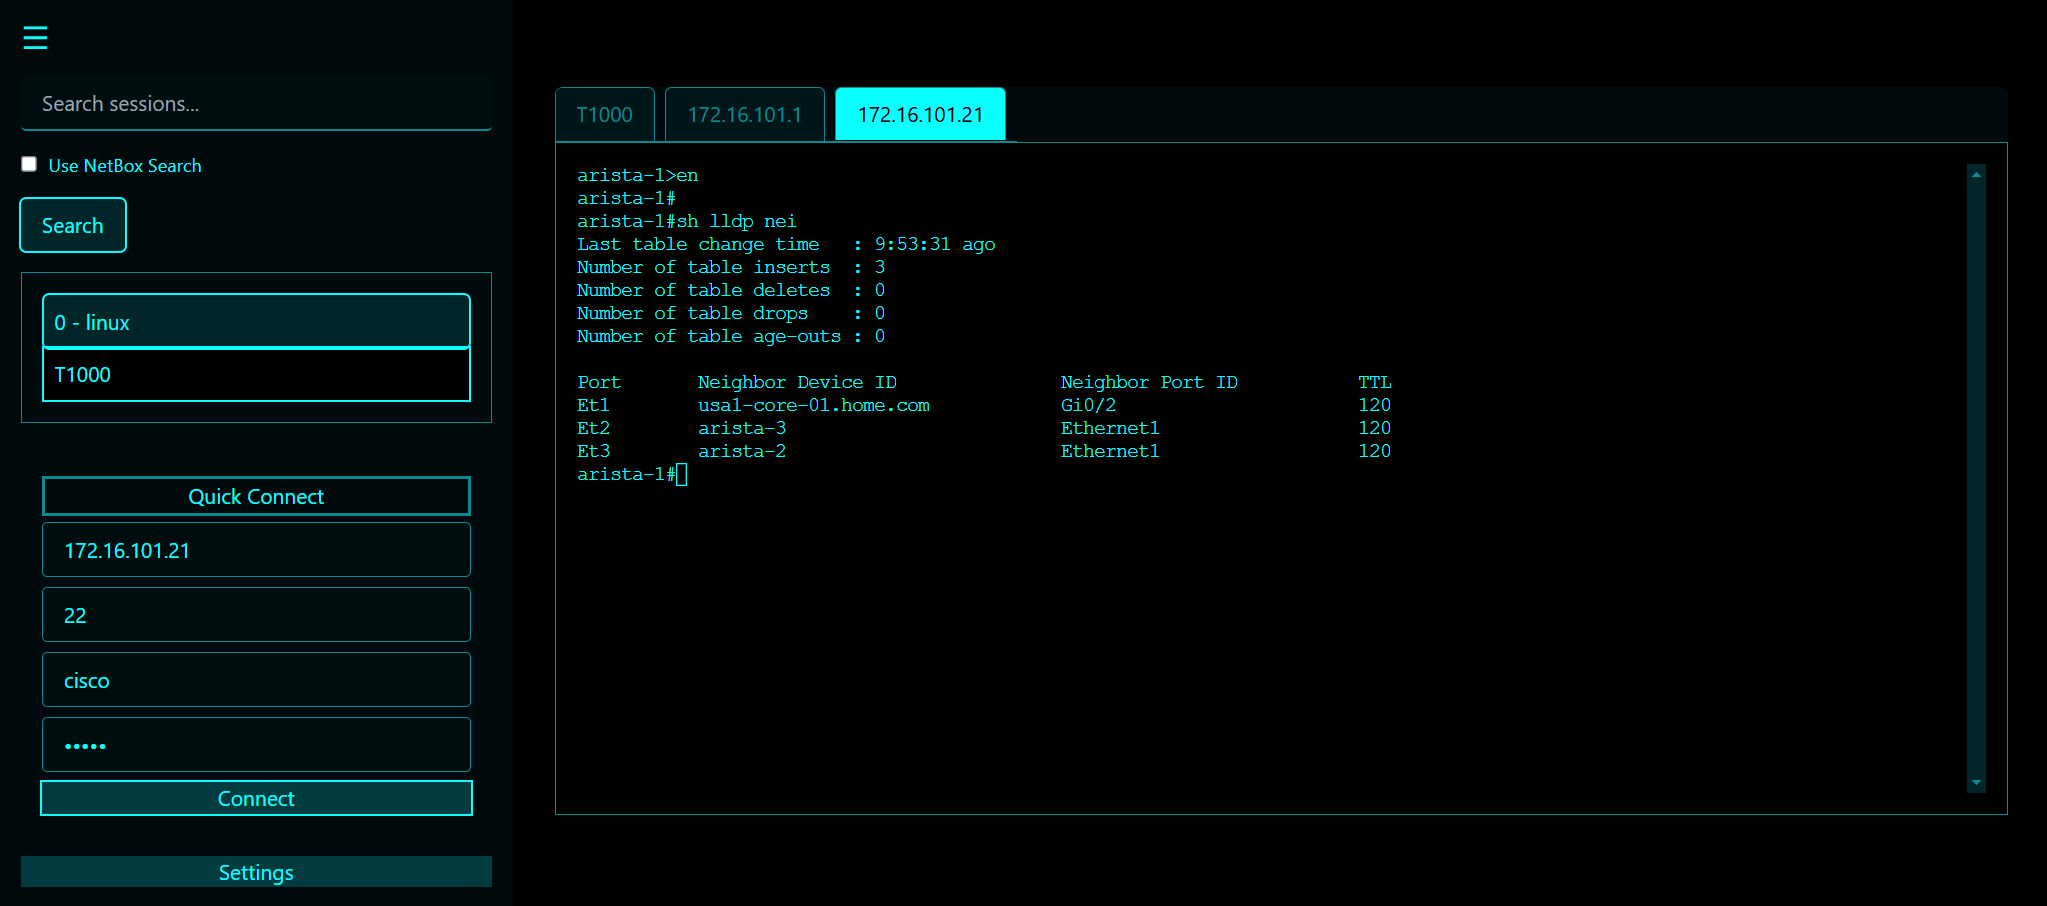 ☰
Search sessions...
Use NetBox Search
Search
0 - linux
T1000
Quick Connect
172.16.101.21
22
cisco
•••••
Connect
Settings
T1000
172.16.101.1
172.16.101.21
arista-1>en
arista-1#
arista-1#sh lldp nei
Last table change time   : 9:53:31 ago
Number of table inserts  : 3
Number of table deletes  : 0
Number of table drops    : 0
Number of table age-outs : 0
Port       Neighbor Device ID               Neighbor Port ID           TTL
Et1        usa1-core-01.home.com            Gi0/2                      120
Et2        arista-3                         Ethernet1                  120
Et3        arista-2                         Ethernet1                  120
arista-1#